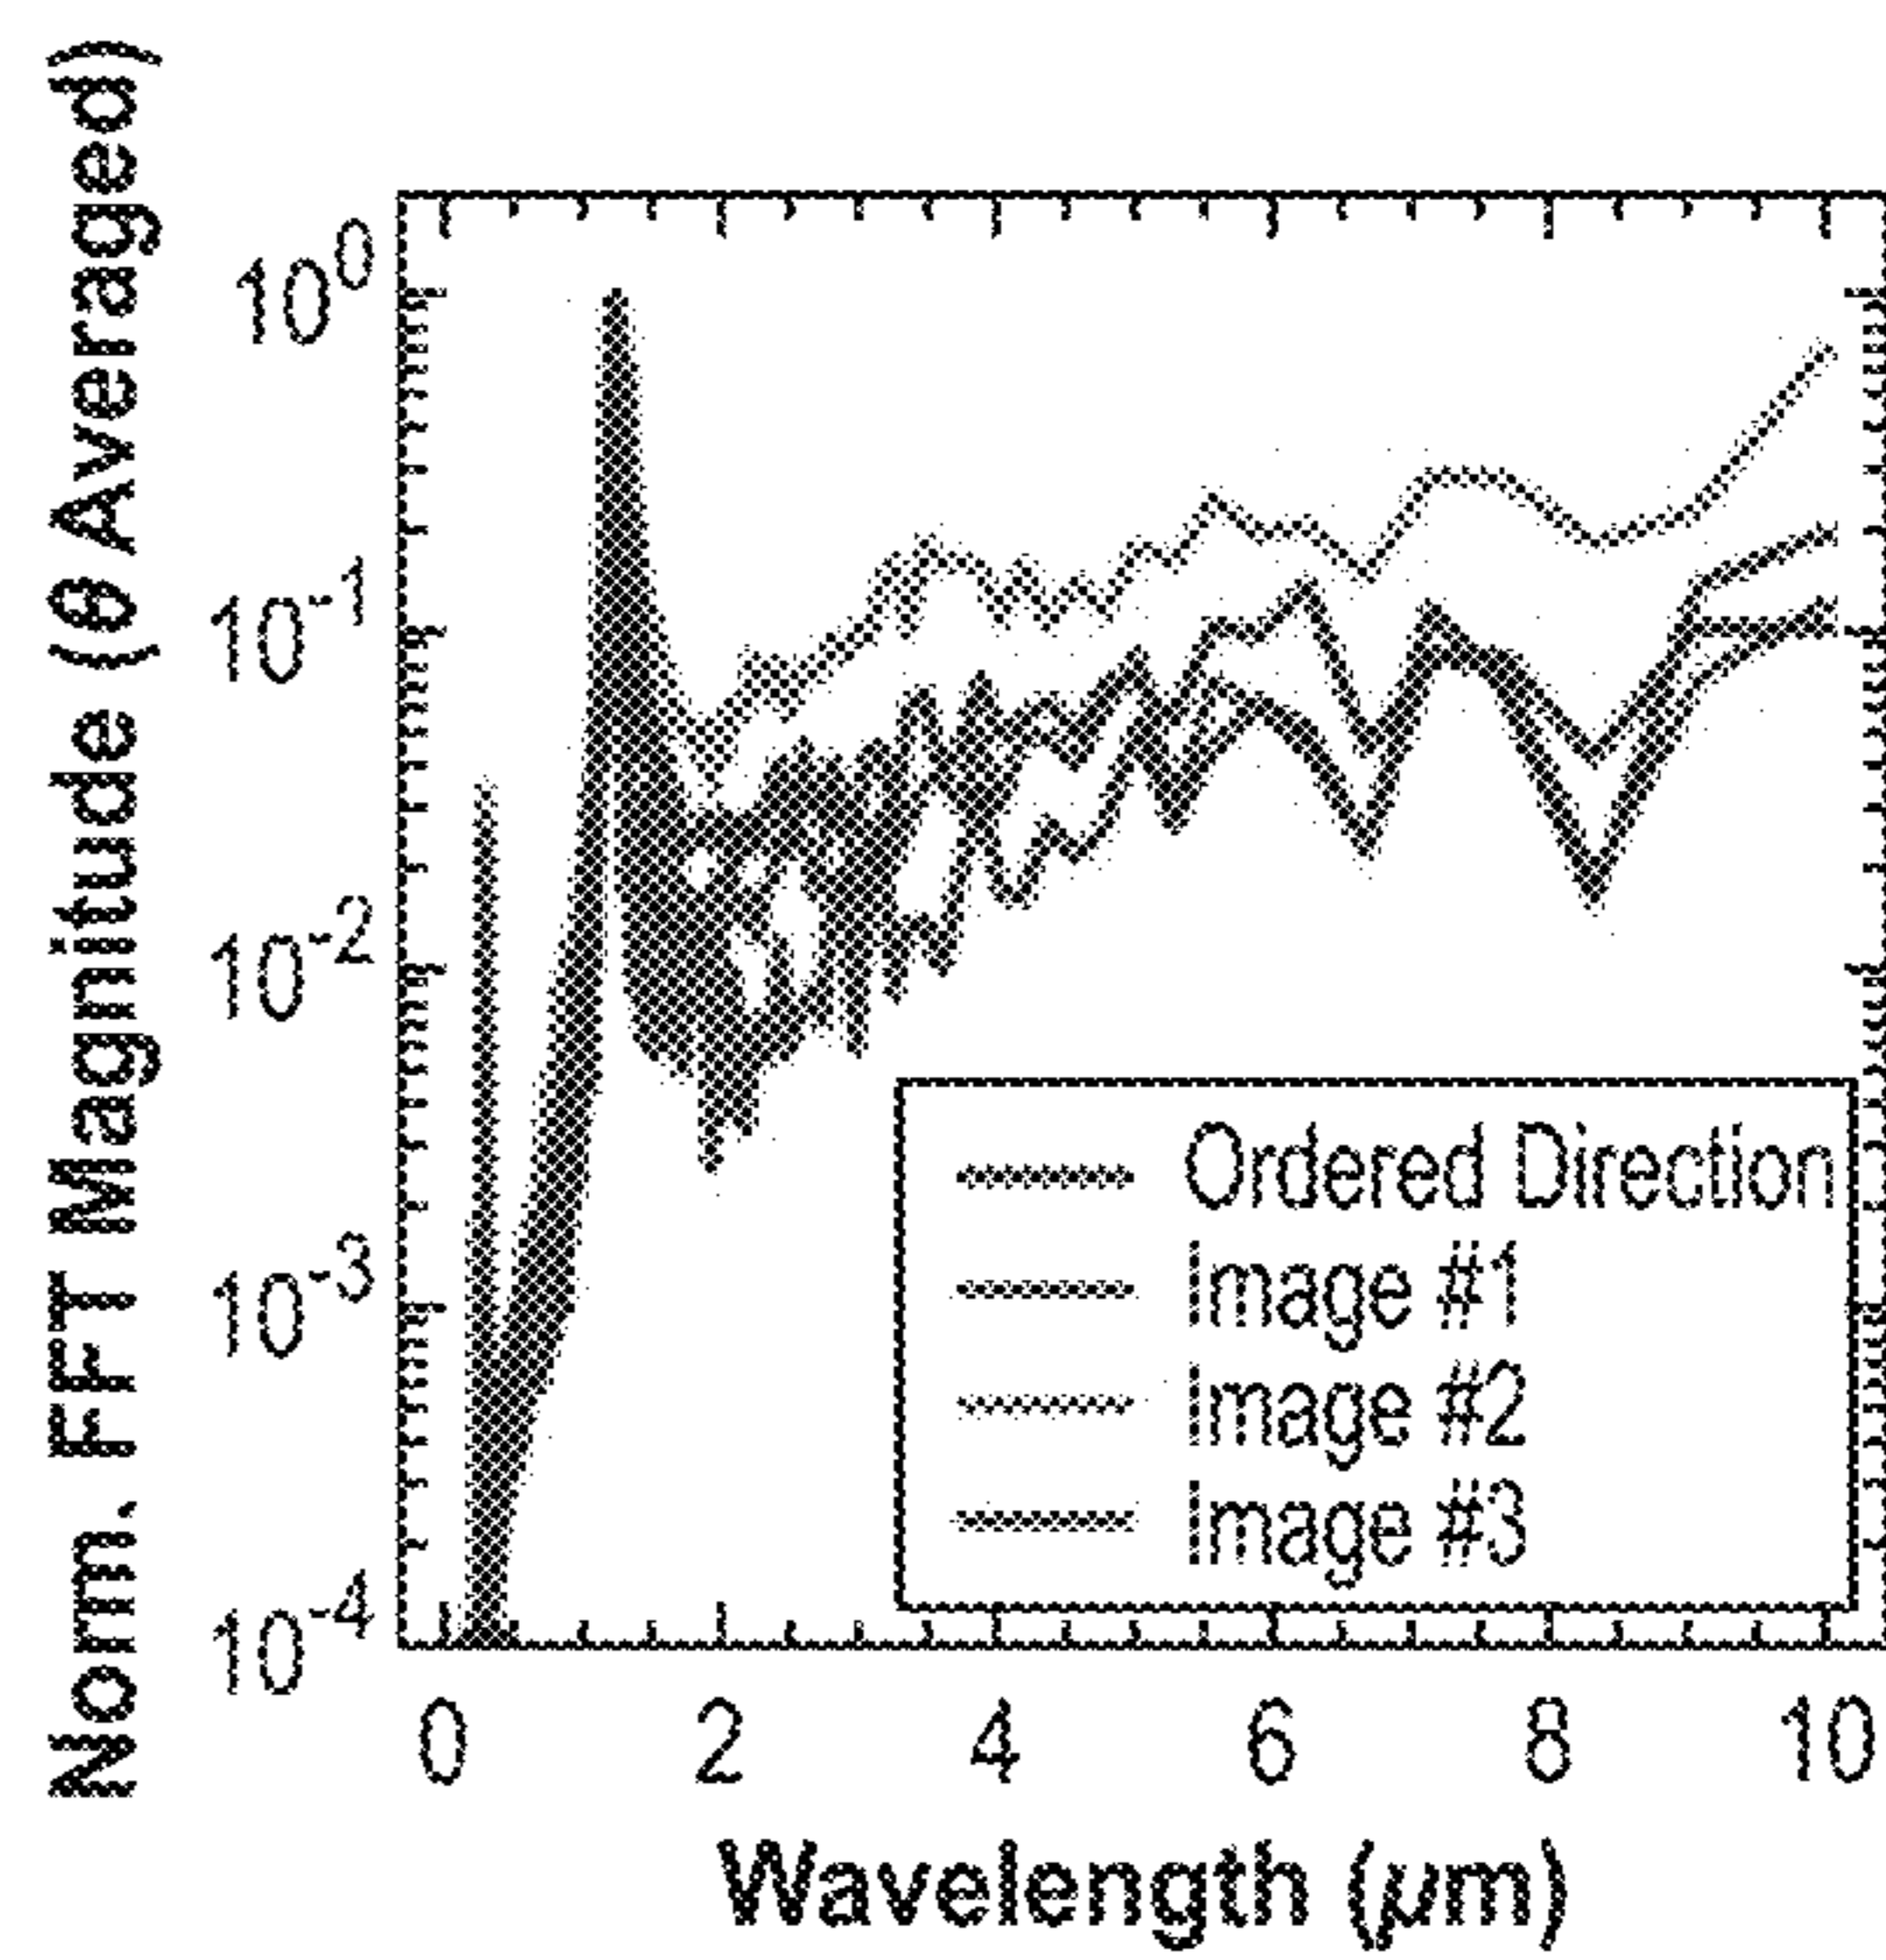 Norm. FFT Magnitude (θ Averaged)
10^0
10^-1
10^-2
10^-3
10^-4
Ordered Direction
Image #1
Image #2
Image #3
0 2 4 6 8 10
Wavelength (μm)